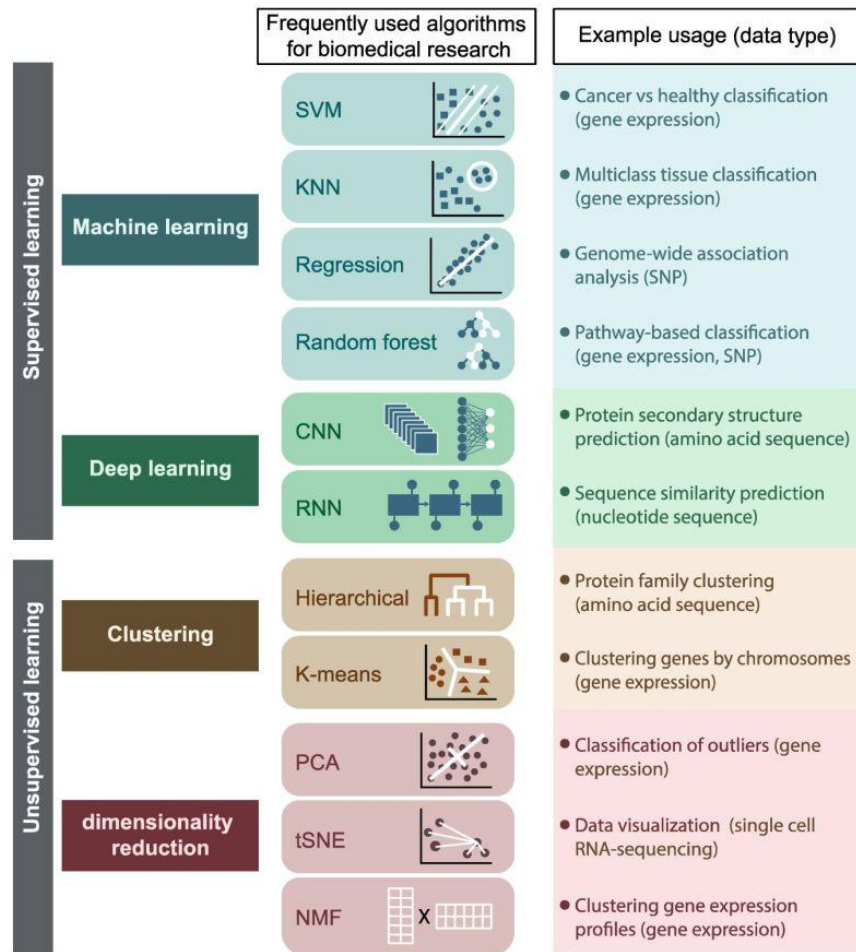 Frequently used algorithms
for biomedical research
Example usage (data type)
Supervised learning
Machine learning
SVM
• Cancer vs healthy classification
(gene expression)
KNN
• Multiclass tissue classification
(gene expression)
Regression
• Genome-wide association
analysis (SNP)
Random forest
• Pathway-based classification
(gene expression, SNP)
Deep learning
CNN
• Protein secondary structure
prediction (amino acid sequence)
RNN
• Sequence similarity prediction
(nucleotide sequence)
Unsupervised learning
Clustering
Hierarchical
• Protein family clustering
(amino acid sequence)
K-means
• Clustering genes by chromosomes
(gene expression)
dimensionality
reduction
PCA
• Classification of outliers (gene
expression)
tSNE
• Data visualization (single cell
RNA-sequencing)
NMF
X
• Clustering gene expression
profiles (gene expression)